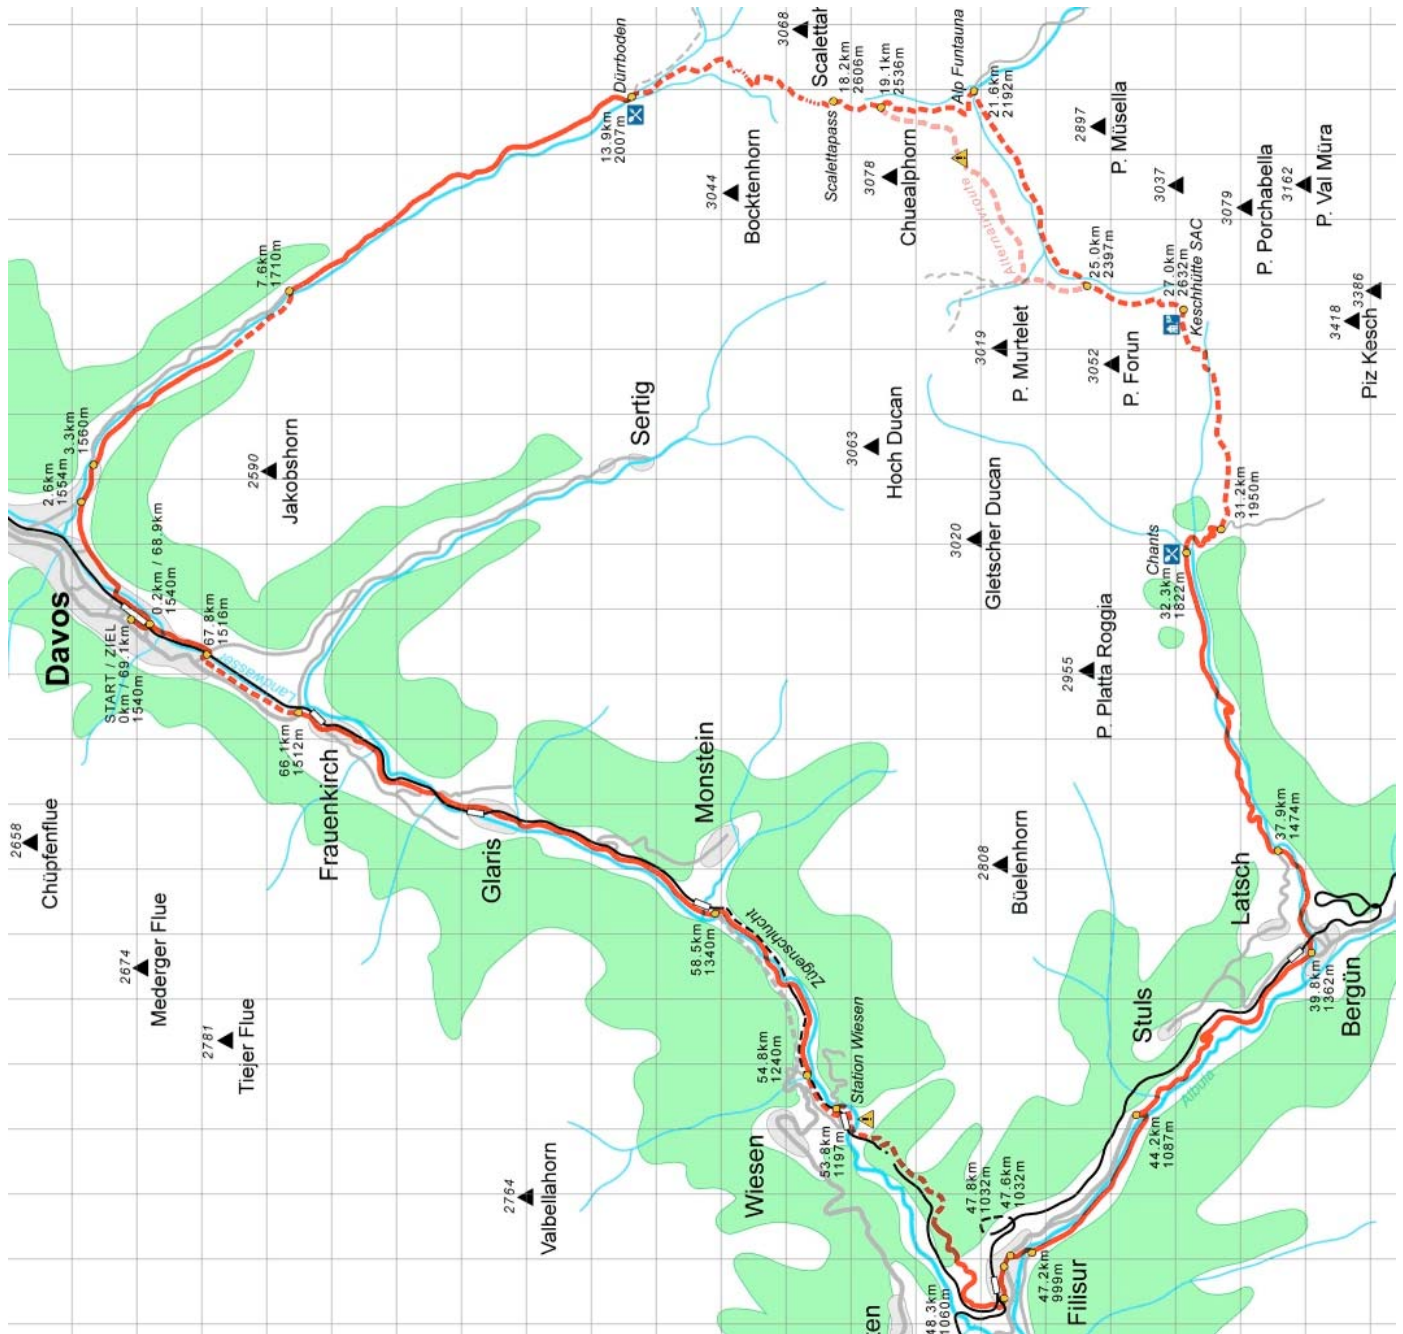 Davos
START / ZIEL
0km / 69.1km
1540m
0.2km / 68.9km
1540m
2.6km
1554m
3.3km
1560m
7.6km
1710m
13.9km
2007m
Dürrboden
3068
Scalettapass
18.2km
2606m
19.1km
2536m
Alp Funtauna
21.6km
2192m
Alternativroute
25.0km
2397m
27.0km
2632m
Keschhütte SAC
31.2km
1950m
Chants
32.3km
1822m
37.9km
1474m
Latsch
39.8km
1362m
Bergün
Stuls
Albula
44.2km
1087m
47.2km
999m
Filisur
47.6km
1032m
47.8km
1032m
48.3km
1060m
Station Wiesen
53.8km
1197m
Wiesen
54.8km
1240m
Zügenschlucht
58.5km
1340m
Monstein
Glaris
Frauenkirch
66.1km
1512m
Landwasser
67.8km
1516m
Sertig
2590
Jakobshorn
3044
Bocktenhorn
3078
Chuealphorn
2897
P. Müsella
3037
3079
P. Porchabella
3162
P. Val Müra
3386
3418
Piz Kesch
3019
P. Murtelet
3052
P. Forun
3063
Hoch Ducan
3020
Gletscher Ducan
2955
P. Platta Roggia
2808
Büelenhorn
2658
Chüpfenflue
2674
Mederger Flue
2781
Tiejer Flue
2764
Valbellahorn